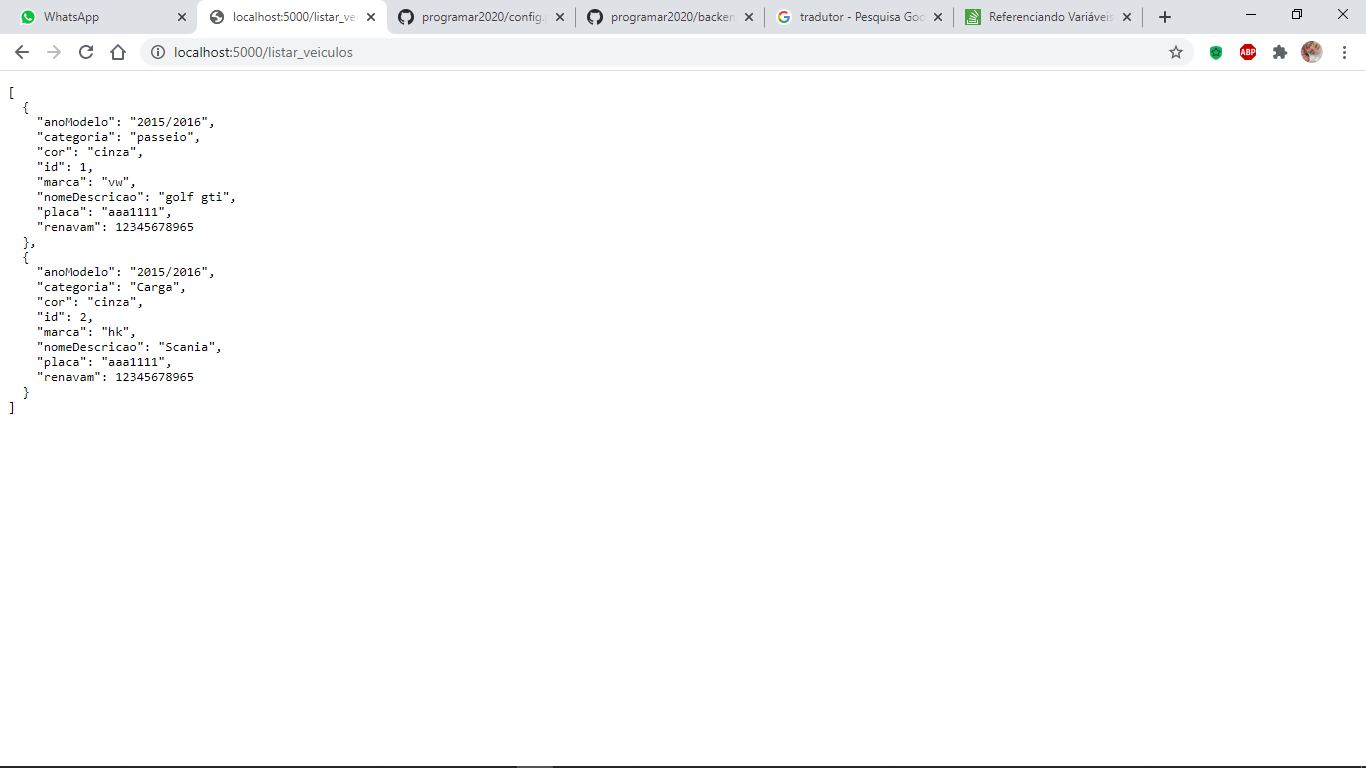 WhatsApp
localhost:5000/listar_vei
programar2020/config.p
programar2020/backen
tradutor - Pesquisa Goo
Referenciando Variáveis
localhost:5000/listar_veiculos
ABP
[
  {
    "anoModelo": "2015/2016",
    "categoria": "passeio",
    "cor": "cinza",
    "id": 1,
    "marca": "vw",
    "nomeDescricao": "golf gti",
    "placa": "aaa1111",
    "renavam": 12345678965
  },
  {
    "anoModelo": "2015/2016",
    "categoria": "Carga",
    "cor": "cinza",
    "id": 2,
    "marca": "hk",
    "nomeDescricao": "Scania",
    "placa": "aaa1111",
    "renavam": 12345678965
  }
]